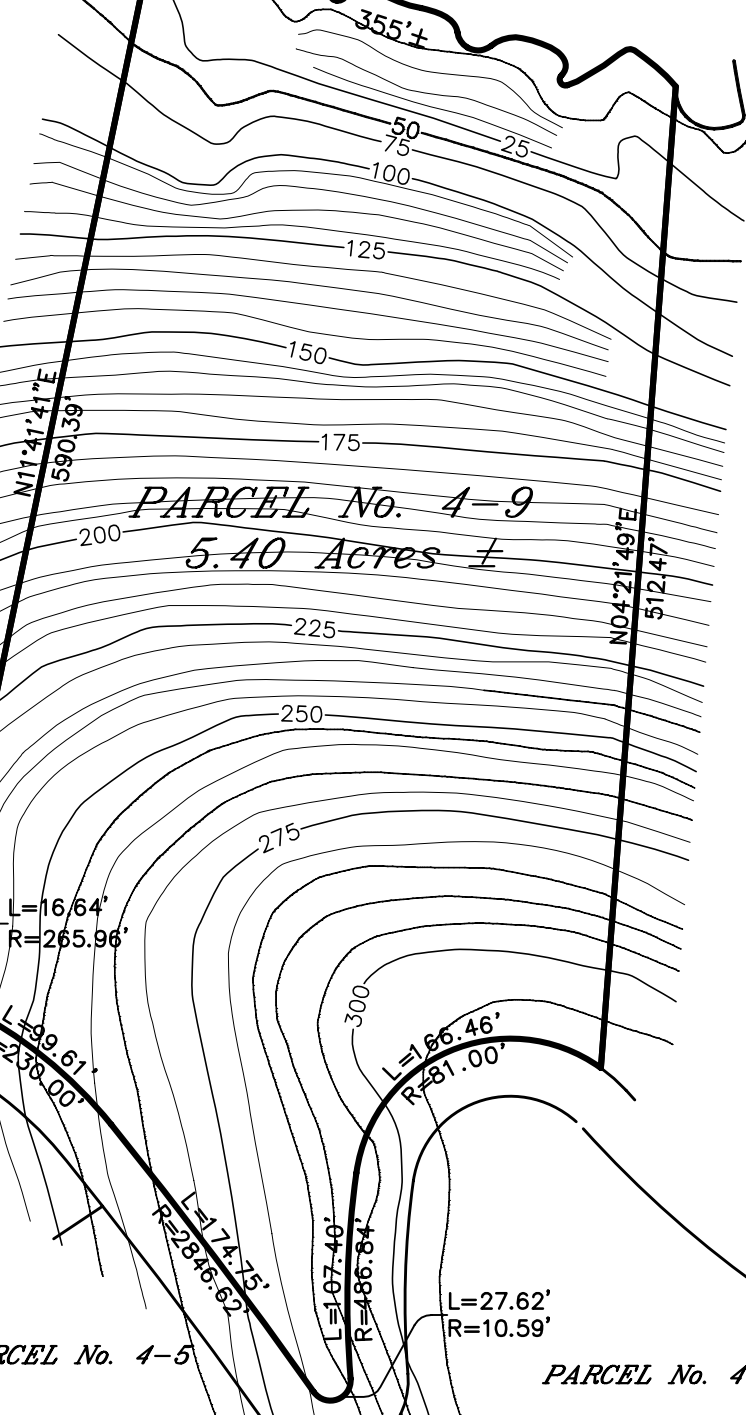 355'±
50
75
25
100
125
150
N11°41'41"E
590.39'
175
PARCEL No. 4-9
5.40 Acres ±
200
N04°21'49"E
512.47'
225
250
275
L=16.64'
R=265.96'
300
L=99.61'
=230.00'
L=166.46'
R=81.00'
L=174.75'
R=2846.62'
L=107.40'
R=486.84'
L=27.62'
R=10.59'
RCEL No. 4-5
PARCEL No. 4